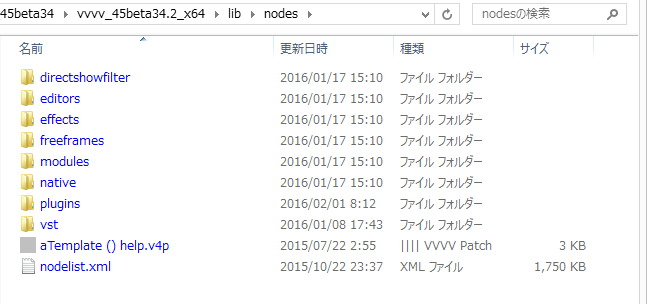 45beta34 vvvv_45beta34.2_x64 lib nodes nodesの検索
名前 更新日時 種類 サイズ
directshowfilter 2016/01/17 15:10 ファイル フォルダー
editors 2016/01/17 15:10 ファイル フォルダー
effects 2016/01/17 15:10 ファイル フォルダー
freeframes 2016/01/17 15:10 ファイル フォルダー
modules 2016/01/17 15:10 ファイル フォルダー
native 2016/01/17 15:10 ファイル フォルダー
plugins 2016/02/01 8:12 ファイル フォルダー
vst 2016/01/08 17:43 ファイル フォルダー
aTemplate () help.v4p 2015/07/22 2:55 |||| VVVV Patch 3 KB
nodelist.xml 2015/10/22 23:37 XML ファイル 1,750 KB